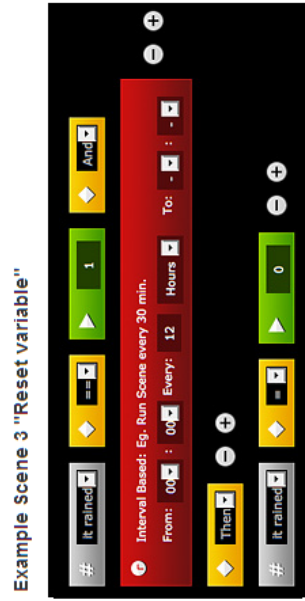 Example Scene 3 "Reset variable"
# it rained == 1 And
Interval Based: Eg. Run Scene every 30 min.
From: 00 : 00 Every: 12 Hours To: - : -
Then
# it rained = 0